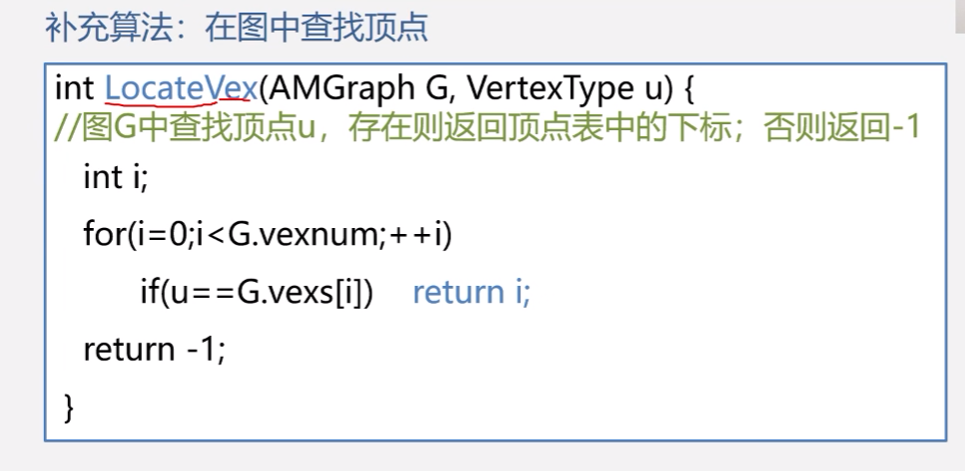 补充算法：在图中查找顶点
int LocateVex(AMGraph G, VertexType u) {
//图G中查找顶点u，存在则返回顶点表中的下标；否则返回-1
int i;
for(i=0;i<G.vexnum;++i)
if(u==G.vexs[i]) return i;
return -1;
}